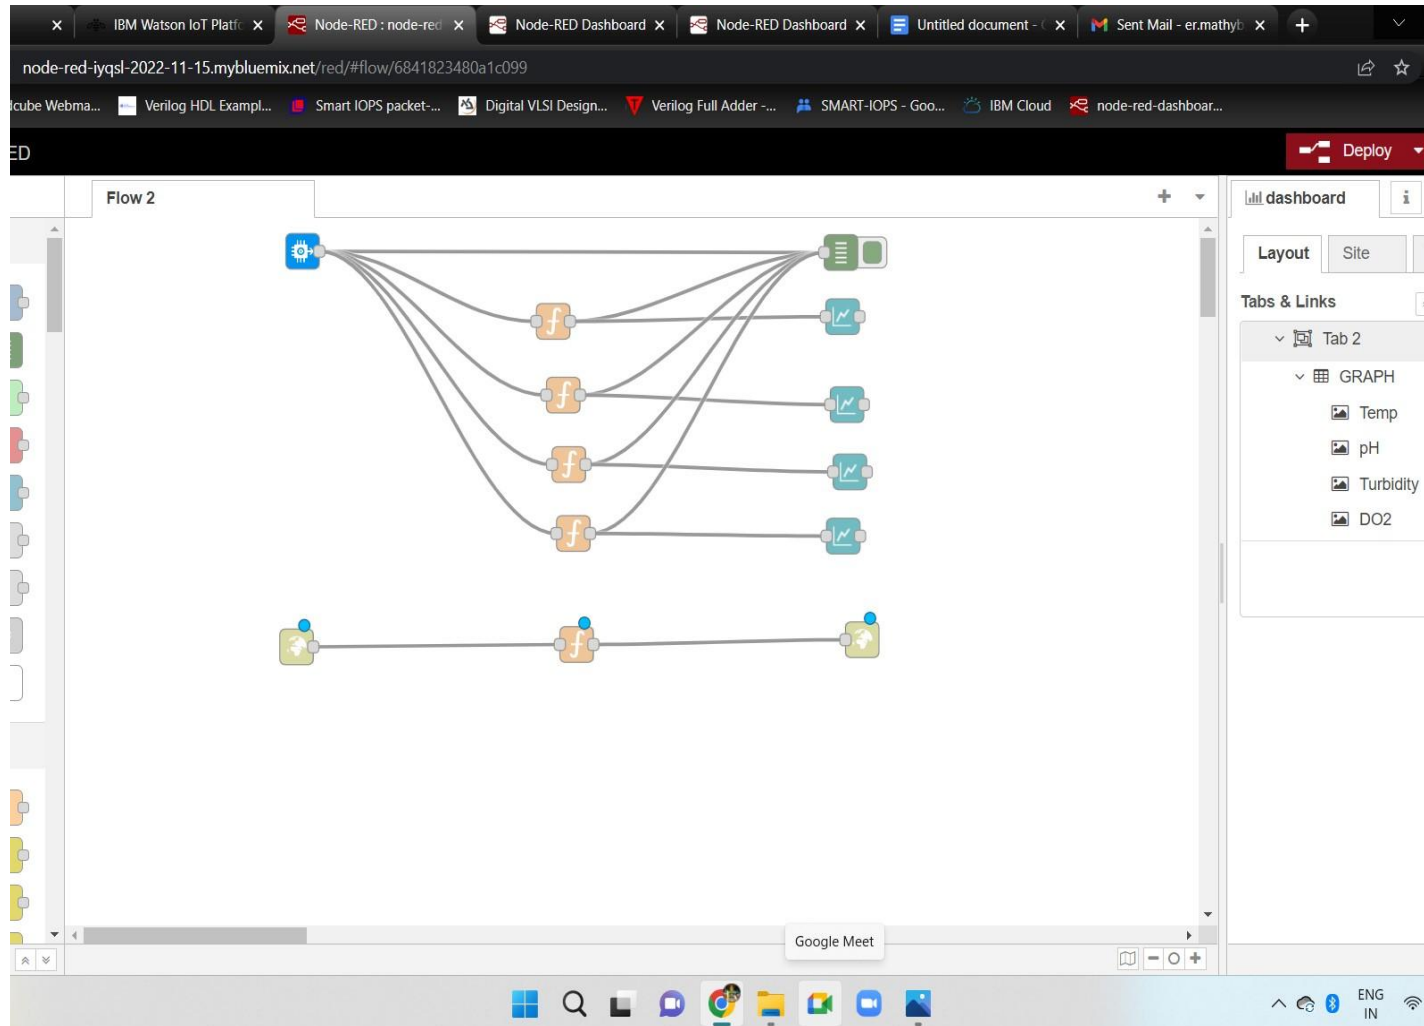 IBM Watson IoT Platf
Node-RED : node-red
Node-RED Dashboard
Node-RED Dashboard
Untitled document -
Sent Mail - er.mathyb
node-red-iyqsl-2022-11-15.mybluemix.net/red/#flow/6841823480a1c099
dcube Webma...
Verilog HDL Exampl...
Smart IOPS packet-...
Digital VLSI Design...
Verilog Full Adder -...
SMART-IOPS - Goo...
IBM Cloud
node-red-dashboar...
ED
Deploy
Flow 2
dashboard
i
Layout
Site
Tabs & Links
Tab 2
GRAPH
Temp
pH
Turbidity
DO2
Google Meet
ENG
IN